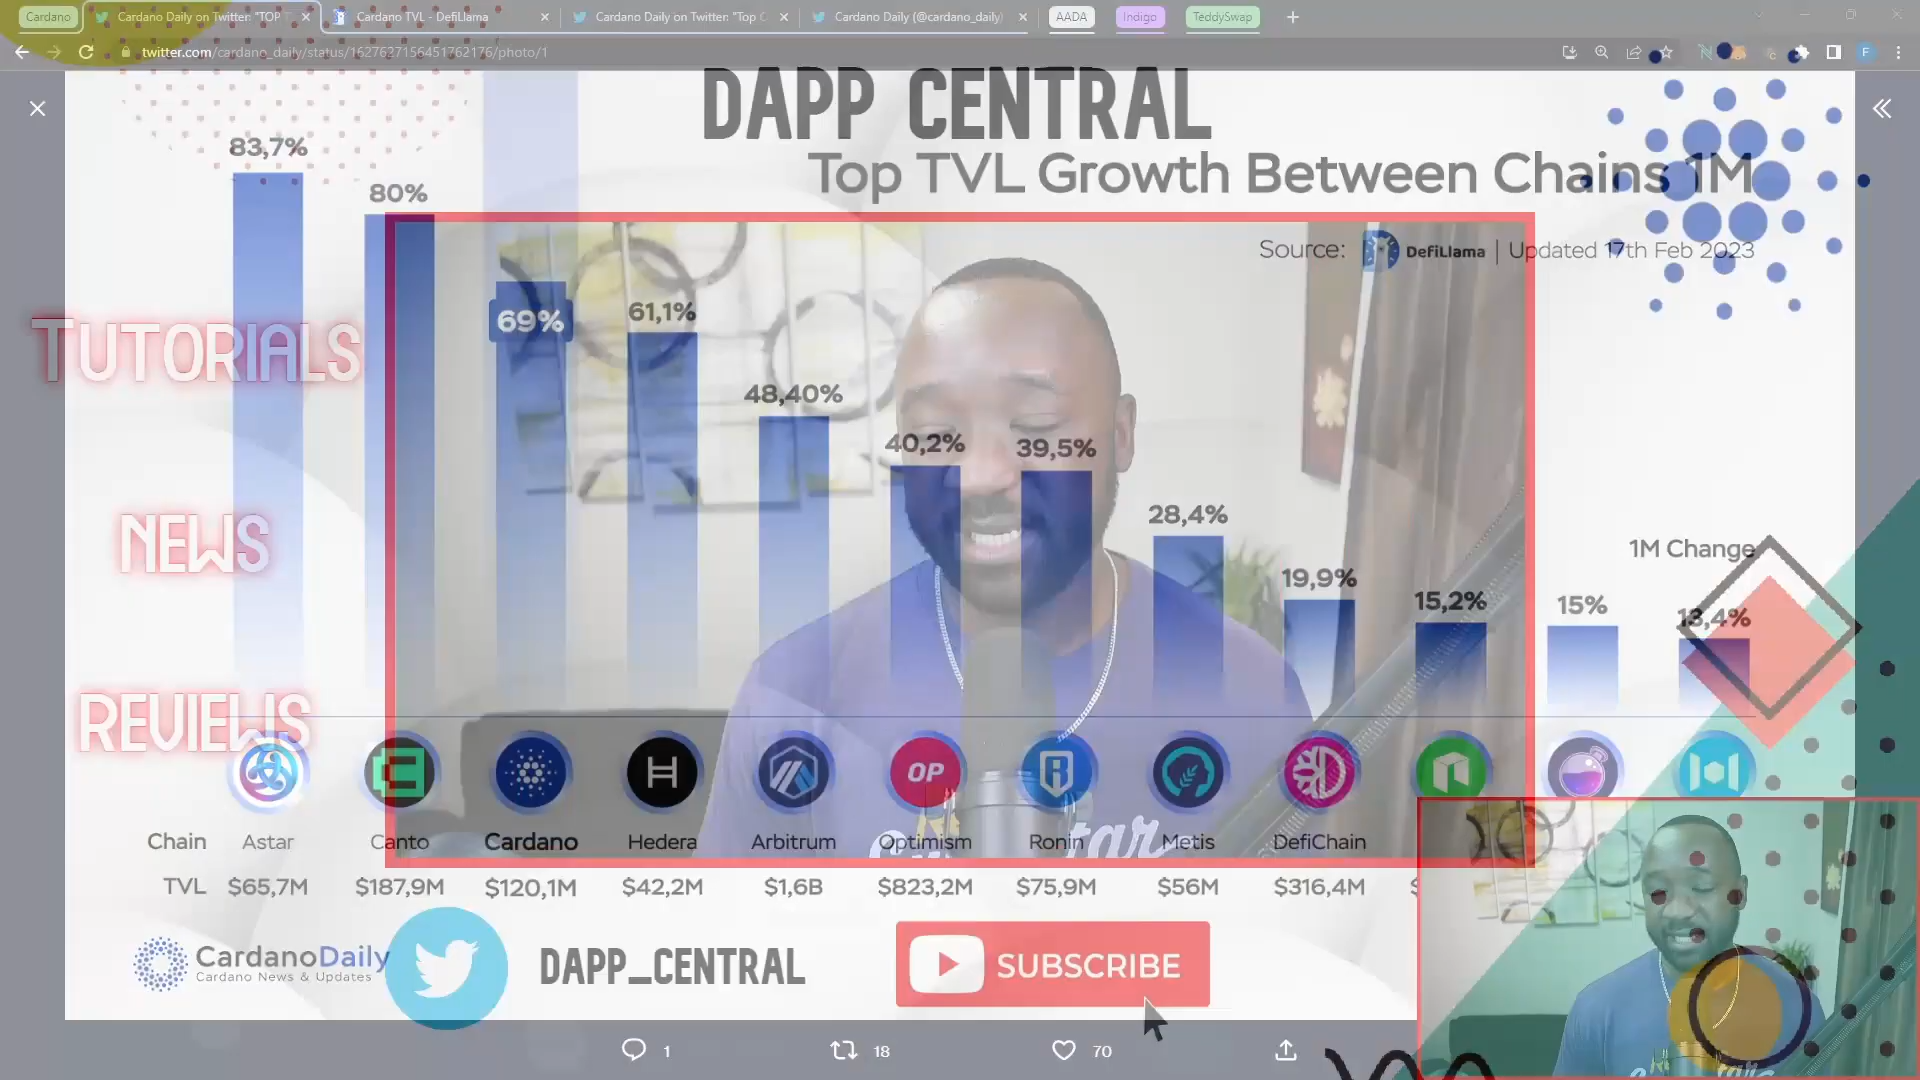 Cardano
Cardano Daily on Twitter: "TOP T
Cardano TVL - DefiLlama
Cardano Daily on Twitter: "Top C
Cardano Daily (@cardano_daily)
AADA
Indigo
TeddySwap
twitter.com/cardano_daily/status/1627627156451762176/photo/1
DAPP CENTRAL
Top TVL Growth Between Chains 1M
Source: DefiLlama | Updated 17th Feb 2023
83,7%
80%
69%
61,1%
48,40%
40,2%
39,5%
28,4%
19,9%
15,2%
15%
13,4%
1M Change
TUTORIALS
NEWS
REVIEWS
OP
Chain Astar Canto Cardano Hedera Arbitrum Optimism Ronin Metis DefiChain
TVL $65,7M $187,9M $120,1M $42,2M $1,6B $823,2M $75,9M $56M $316,4M $
CardanoDaily
Cardano News & Updates
DAPP_CENTRAL
SUBSCRIBE
1
18
70